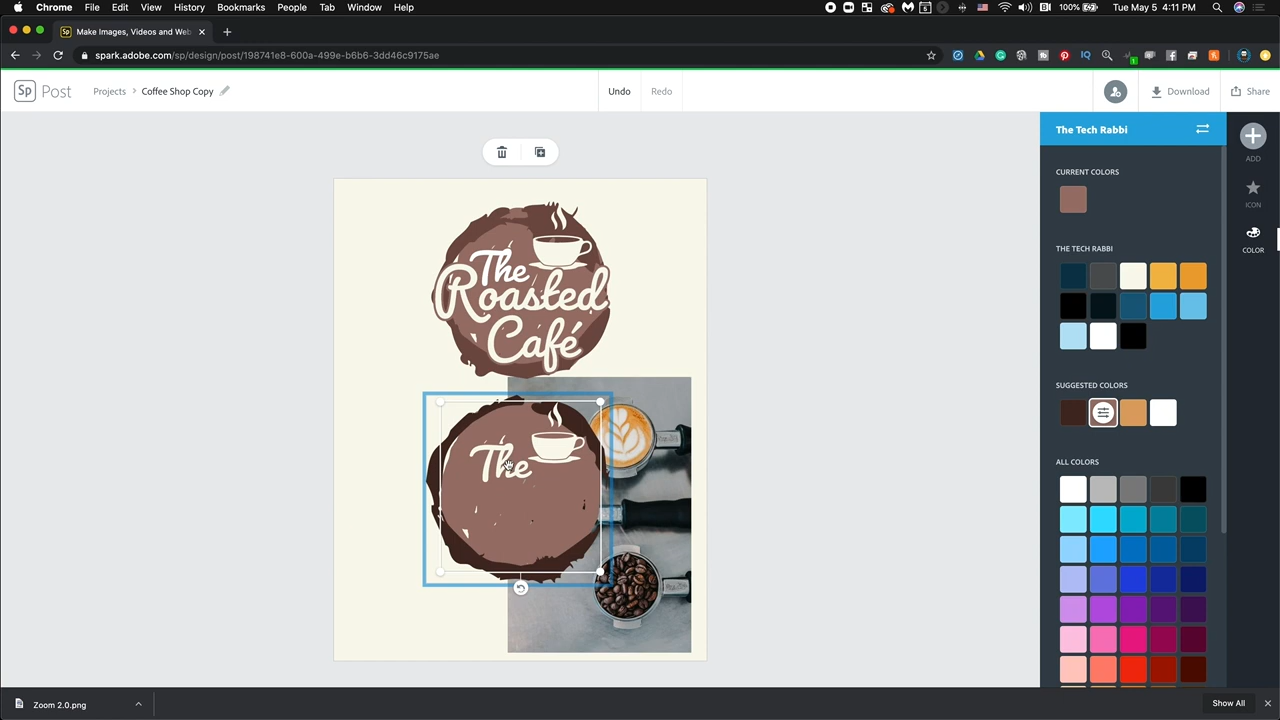 Chrome File Edit View History Bookmarks People Tab Window Help 100% Tue May 5 4:11 PM
Make Images, Videos and Web
spark.adobe.com/sp/design/post/198741e8-600a-499e-b6b6-3dd46c9175ae
Sp Post Projects > Coffee Shop Copy Undo Redo Download Share
The Tech Rabbi
ADD
CURRENT COLORS
ICON
COLOR
THE TECH RABBI
The
Roasted
Café
SUGGESTED COLORS
The
ALL COLORS
Zoom 2.0.png Show All